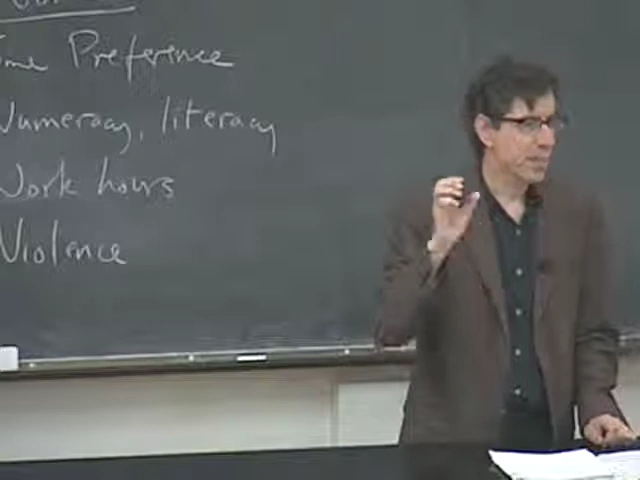 Preference
Numeracy, literacy
Work hours
Violence